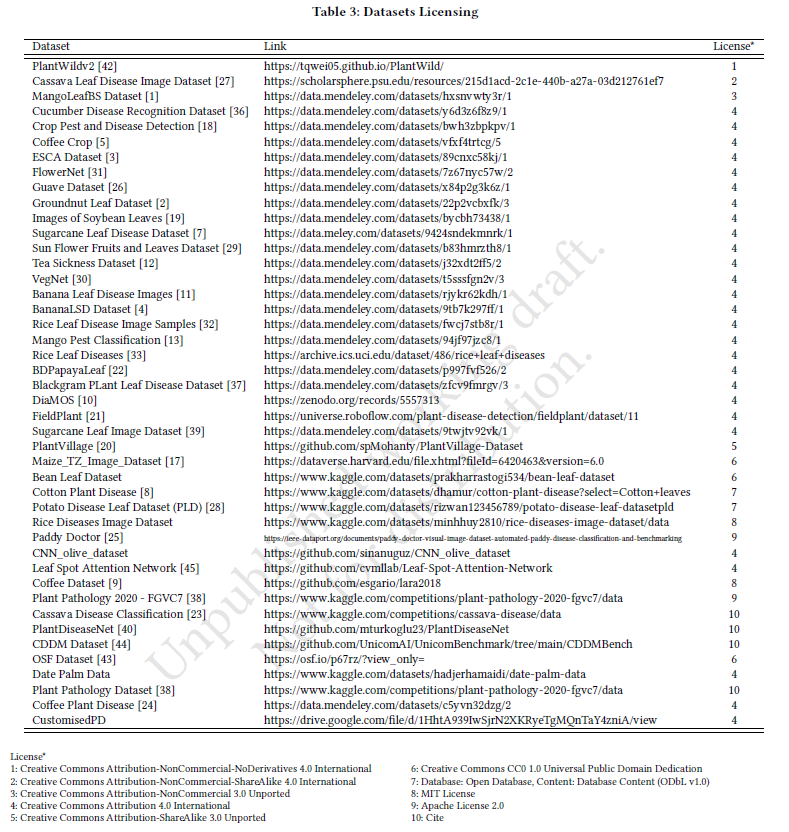 Table 3: Datasets Licensing
Dataset Link License*
PlantWildv2 [42] https://tqwei05.github.io/PlantWild/ 1
Cassava Leaf Disease Image Dataset [27] https://scholarsphere.psu.edu/resources/215d1acd-2c1e-440b-a27a-03d212761ef7 2
MangoLeafBS Dataset [1] https://data.mendeley.com/datasets/hxsnvwty3r/1 3
Cucumber Disease Recognition Dataset [36] https://data.mendeley.com/datasets/y6d3z6f8z9/1 4
Crop Pest and Disease Detection [18] https://data.mendeley.com/datasets/bwh3zbpkpv/1 4
Coffee Crop [5] https://data.mendeley.com/datasets/vfxf4trtcg/5 4
ESCA Dataset [3] https://data.mendeley.com/datasets/89cnxc58kj/1 4
FlowerNet [31] https://data.mendeley.com/datasets/7z67nyc57w/2 4
Guave Dataset [26] https://data.mendeley.com/datasets/x84p2g3k6z/1 4
Groundnut Leaf Dataset [2] https://data.mendeley.com/datasets/22p2vcbxfk/3 4
Images of Soybean Leaves [19] https://data.mendeley.com/datasets/bycbh73438/1 4
Sugarcane Leaf Disease Dataset [7] https://data.meley.com/datasets/9424sndekmnrk/1 4
Sun Flower Fruits and Leaves Dataset [29] https://data.mendeley.com/datasets/b83hmzth8/1 4
Tea Sickness Dataset [12] https://data.mendeley.com/datasets/j32xdt2ff5/2 4
VegNet [30] https://data.mendeley.com/datasets/t5sssfgn2v/3 4
Banana Leaf Disease Images [11] https://data.mendeley.com/datasets/rjykr62kdh/1 4
BananaLSD Dataset [4] https://data.mendeley.com/datasets/9tb7k297ff/1 4
Rice Leaf Disease Image Samples [32] https://data.mendeley.com/datasets/fwcj7stb8r/1 4
Mango Pest Classification [13] https://data.mendeley.com/datasets/94jf97jzc8/1 4
Rice Leaf Diseases [33] https://archive.ics.uci.edu/dataset/486/rice+leaf+diseases 4
BDPapayaLeaf [22] https://data.mendeley.com/datasets/p997fvf526/2 4
Blackgram PLant Leaf Disease Dataset [37] https://data.mendeley.com/datasets/zfcv9fmrgv/3 4
DiaMOS [10] https://zenodo.org/records/5557313 4
FieldPlant [21] https://universe.roboflow.com/plant-disease-detection/fieldplant/dataset/11 4
Sugarcane Leaf Image Dataset [39] https://data.mendeley.com/datasets/9twjtv92vk/1 4
PlantVillage [20] https://github.com/spMohanty/PlantVillage-Dataset 5
Maize_TZ_Image_Dataset [17] https://dataverse.harvard.edu/file.xhtml?fileId=6420463&version=6.0 6
Bean Leaf Dataset https://www.kaggle.com/datasets/prakharrastogi534/bean-leaf-dataset 6
Cotton Plant Disease [8] https://www.kaggle.com/datasets/dhamur/cotton-plant-disease?select=Cotton+leaves 7
Potato Disease Leaf Dataset (PLD) [28] https://www.kaggle.com/datasets/rizwan123456789/potato-disease-leaf-datasetpld 7
Rice Diseases Image Dataset https://www.kaggle.com/datasets/minhhuy2810/rice-diseases-image-dataset/data 8
Paddy Doctor [25] https://ieee-dataport.org/documents/paddy-doctor-visual-image-dataset-automated-paddy-disease-classification-and-benchmarking 9
CNN_olive_dataset https://github.com/sinanuguz/CNN_olive_dataset 4
Leaf Spot Attention Network [45] https://github.com/cvmllab/Leaf-Spot-Attention-Network 4
Coffee Dataset [9] https://github.com/esgario/lara2018 8
Plant Pathology 2020 - FGVC7 [38] https://www.kaggle.com/competitions/plant-pathology-2020-fgvc7/data 9
Cassava Disease Classification [23] https://www.kaggle.com/competitions/cassava-disease/data 10
PlantDiseaseNet [40] https://github.com/mturkoglu23/PlantDiseaseNet 10
CDDM Dataset [44] https://github.com/UnicomAI/UnicomBenchmark/tree/main/CDDMBench 10
OSF Dataset [43] https://osf.io/p67rz/?view_only= 6
Date Palm Data https://www.kaggle.com/datasets/hadjerhamaidi/date-palm-data 4
Plant Pathology Dataset [38] https://www.kaggle.com/competitions/plant-pathology-2020-fgvc7/data 10
Coffee Plant Disease [24] https://data.mendeley.com/datasets/c5yvn32dzg/2 4
CustomisedPD https://drive.google.com/file/d/1HhtA939IwSjrN2XKRyeTgMQnTaY4zniA/view 4
Unpublished working draft.
Not for distribution.
License*
1: Creative Commons Attribution-NonCommercial-NoDerivatives 4.0 International
2: Creative Commons Attribution-NonCommercial-ShareAlike 4.0 International
3: Creative Commons Attribution-NonCommercial 3.0 Unported
4: Creative Commons Attribution 4.0 International
5: Creative Commons Attribution-ShareAlike 3.0 Unported
6: Creative Commons CC0 1.0 Universal Public Domain Dedication
7: Database: Open Database, Content: Database Content (ODbL v1.0)
8: MIT License
9: Apache License 2.0
10: Cite